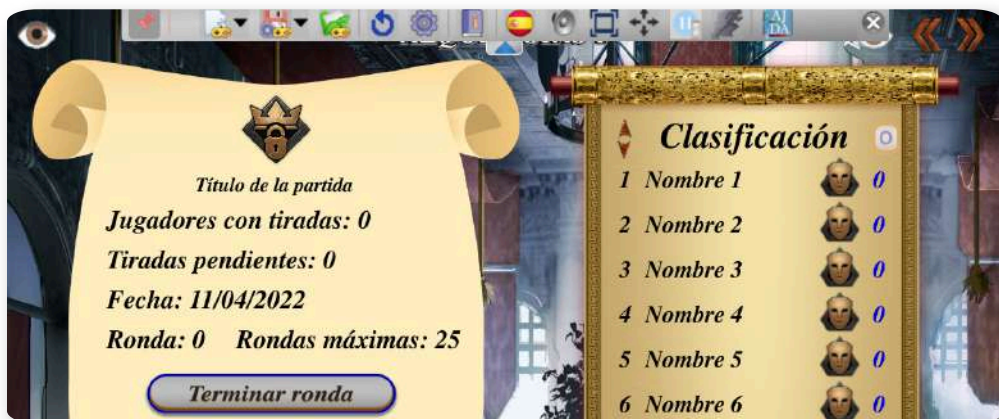 Título de la partida
Jugadores con tiradas: 0
Tiradas pendientes: 0
Fecha: 11/04/2022
Ronda: 0 Rondas máximas: 25
Terminar ronda
Clasificación
1 Nombre 1 0
2 Nombre 2 0
3 Nombre 3 0
4 Nombre 4 0
5 Nombre 5 0
6 Nombre 6 0